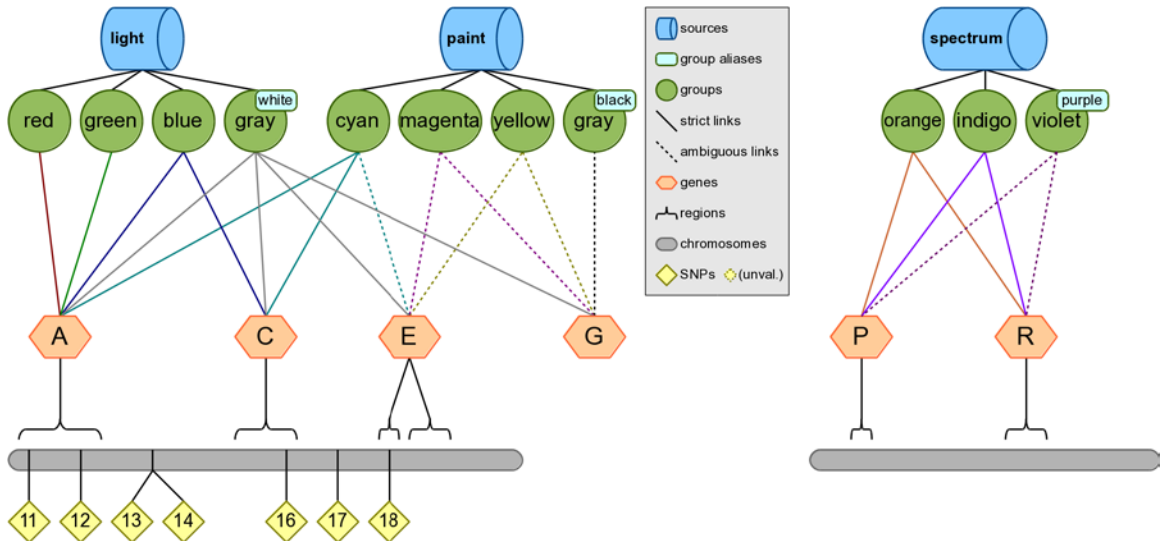 light
paint
spectrum
sources
group aliases
groups
strict links
ambiguous links
genes
regions
chromosomes
SNPs
(unval.)
red
green
blue
gray
white
cyan
magenta
yellow
gray
black
orange
indigo
violet
purple
A
C
E
G
P
R
11
12
13
14
16
17
18